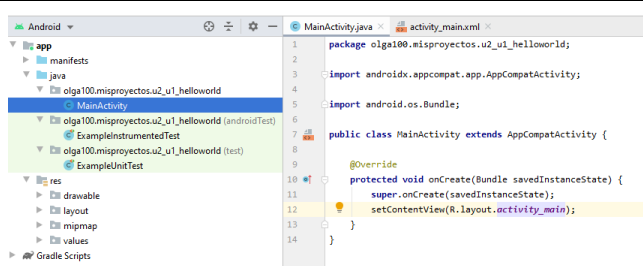 Android
app
manifests
java
olga100.misproyectos.u2_u1_helloworld
MainActivity
olga100.misproyectos.u2_u1_helloworld (androidTest)
ExampleInstrumentedTest
olga100.misproyectos.u2_u1_helloworld (test)
ExampleUnitTest
res
drawable
layout
mipmap
values
Gradle Scripts
MainActivity.java
activity_main.xml
1 package olga100.misproyectos.u2_u1_helloworld;
2
3 import androidx.appcompat.app.AppCompatActivity;
4
5 import android.os.Bundle;
6
7 public class MainActivity extends AppCompatActivity {
8
9 @Override
10 protected void onCreate(Bundle savedInstanceState) {
11 super.onCreate(savedInstanceState);
12 setContentView(R.layout.activity_main);
13 }
14 }